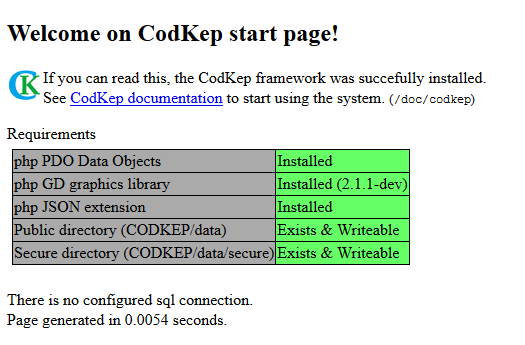 Welcome on CodKep start page!
CK
If you can read this, the CodKep framework was succefully installed.
See CodKep documentation to start using the system. (/doc/codkep)
Requirements
php PDO Data Objects Installed
php GD graphics library Installed (2.1.1-dev)
php JSON extension Installed
Public directory (CODKEP/data) Exists & Writeable
Secure directory (CODKEP/data/secure) Exists & Writeable
There is no configured sql connection.
Page generated in 0.0054 seconds.